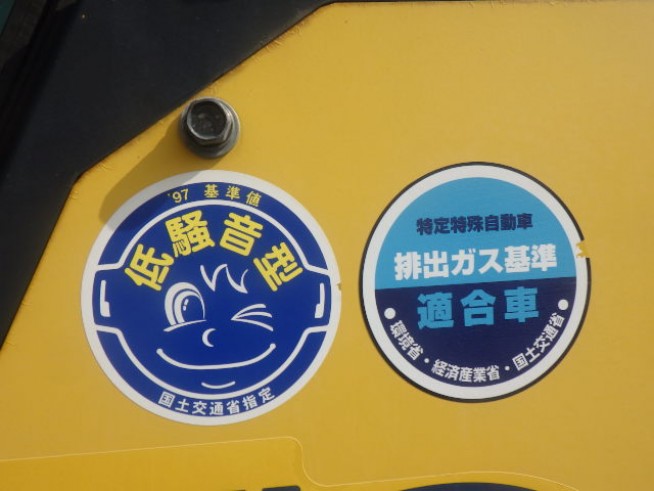 '97 基準値
低騒音型
国土交通省指定
特定特殊自動車
排出ガス基準
適合車
●環境省・経済産業省・国土交通省●